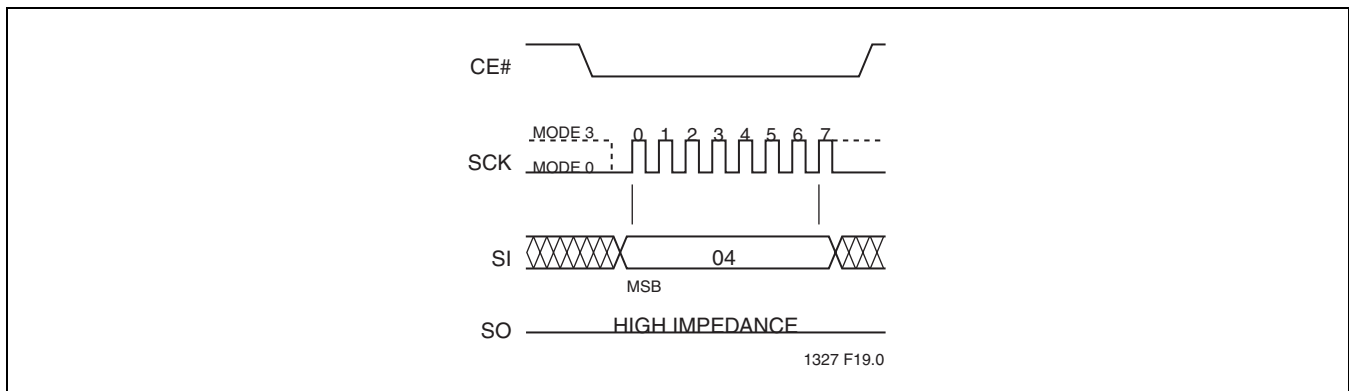 CE#
MODE 3
0 1 2 3 4 5 6 7
SCK
MODE 0
SI
04
MSB
SO
HIGH IMPEDANCE
1327 F19.0